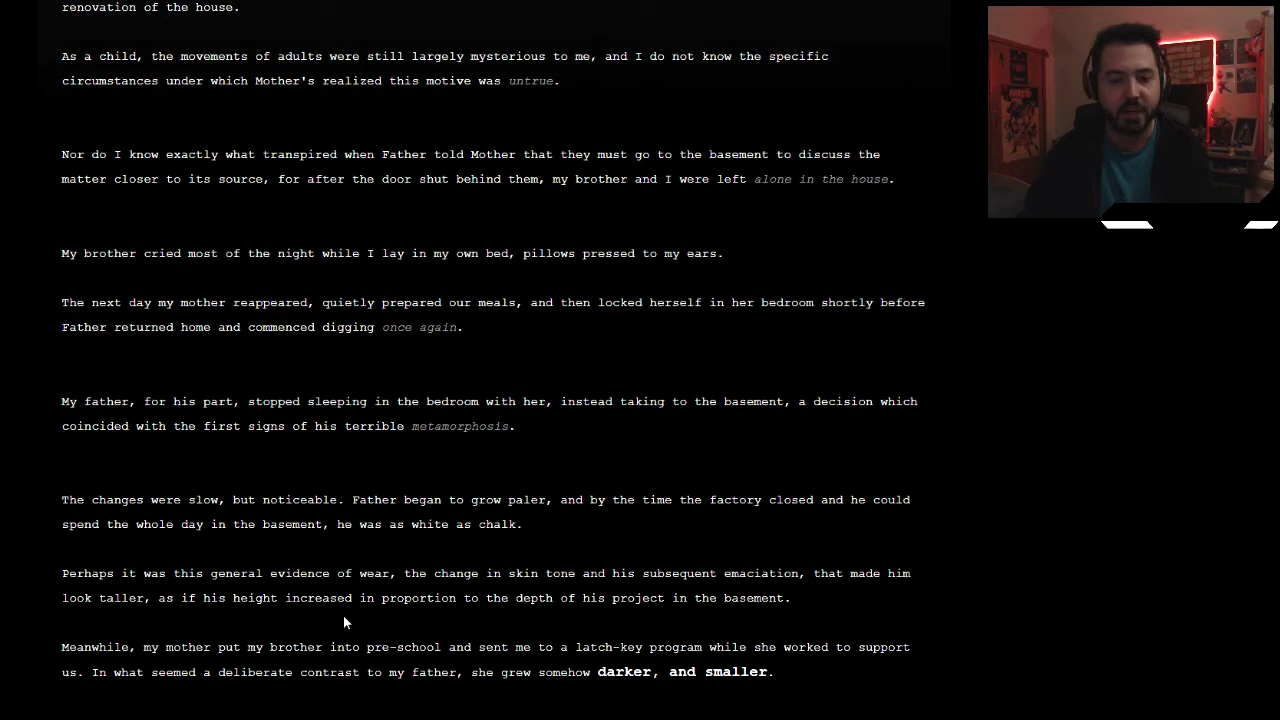 renovation of the house.
As a child, the movements of adults were still largely mysterious to me, and I do not know the specific
circumstances under which Mother's realized this motive was untrue.
Nor do I know exactly what transpired when Father told Mother that they must go to the basement to discuss the
matter closer to its source, for after the door shut behind them, my brother and I were left alone in the house.
My brother cried most of the night while I lay in my own bed, pillows pressed to my ears.
The next day my mother reappeared, quietly prepared our meals, and then locked herself in her bedroom shortly before
Father returned home and commenced digging once again.
My father, for his part, stopped sleeping in the bedroom with her, instead taking to the basement, a decision which
coincided with the first signs of his terrible metamorphosis.
The changes were slow, but noticeable. Father began to grow paler, and by the time the factory closed and he could
spend the whole day in the basement, he was as white as chalk.
Perhaps it was this general evidence of wear, the change in skin tone and his subsequent emaciation, that made him
look taller, as if his height increased in proportion to the depth of his project in the basement.
Meanwhile, my mother put my brother into pre-school and sent me to a latch-key program while she worked to support
us. In what seemed a deliberate contrast to my father, she grew somehow darker, and smaller.